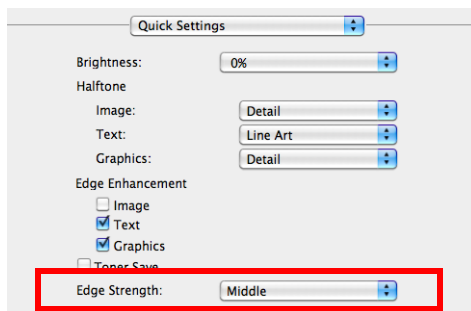 Quick Settings
Brightness: 0%
Halftone
Image: Detail
Text: Line Art
Graphics: Detail
Edge Enhancement
Image
Text
Graphics
Toner Save
Edge Strength: Middle